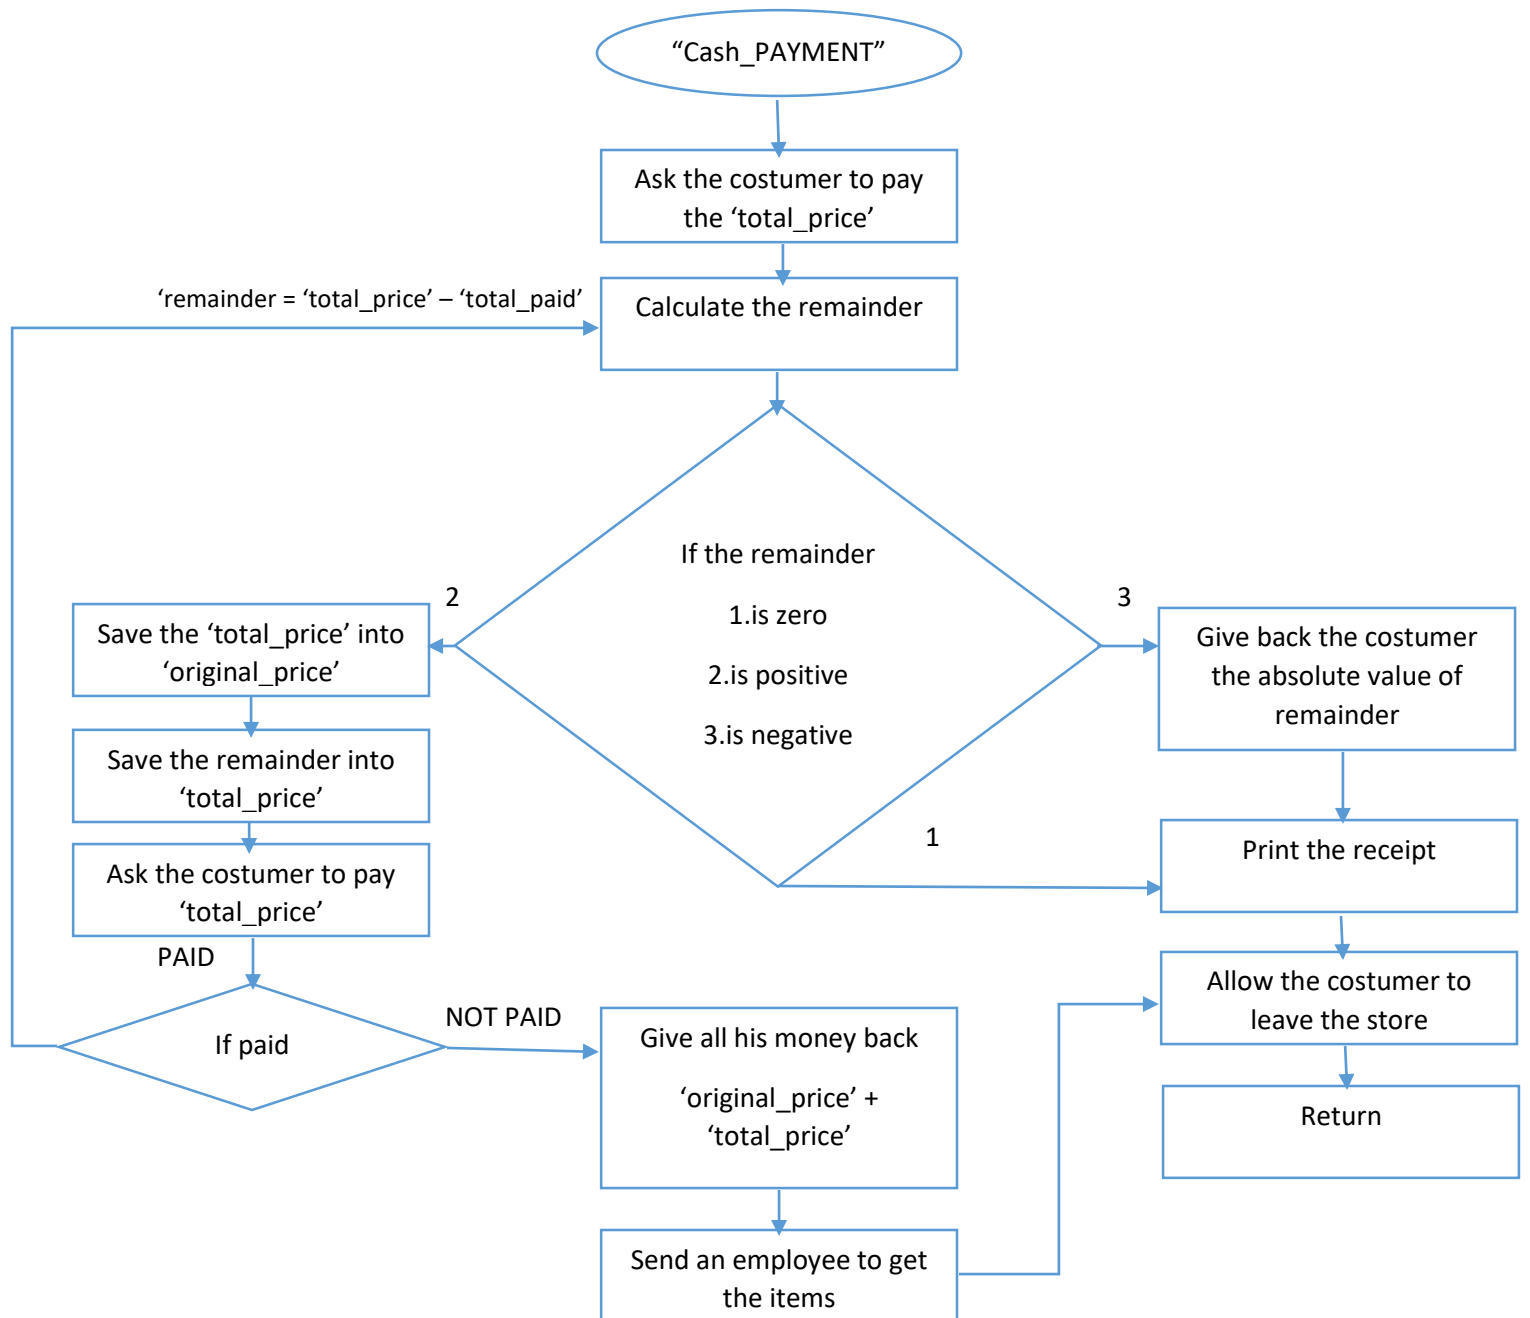 “Cash_PAYMENT”
Ask the costumer to pay
the ‘total_price’
‘remainder = ‘total_price’ – ‘total_paid’
Calculate the remainder
If the remainder
1.is zero
2.is positive
3.is negative
2
3
1
Save the ‘total_price’ into
‘original_price’
Save the remainder into
‘total_price’
Ask the costumer to pay
‘total_price’
PAID
If paid
NOT PAID
Give all his money back
‘original_price’ +
‘total_price’
Send an employee to get
the items
Give back the costumer
the absolute value of
remainder
Print the receipt
Allow the costumer to
leave the store
Return